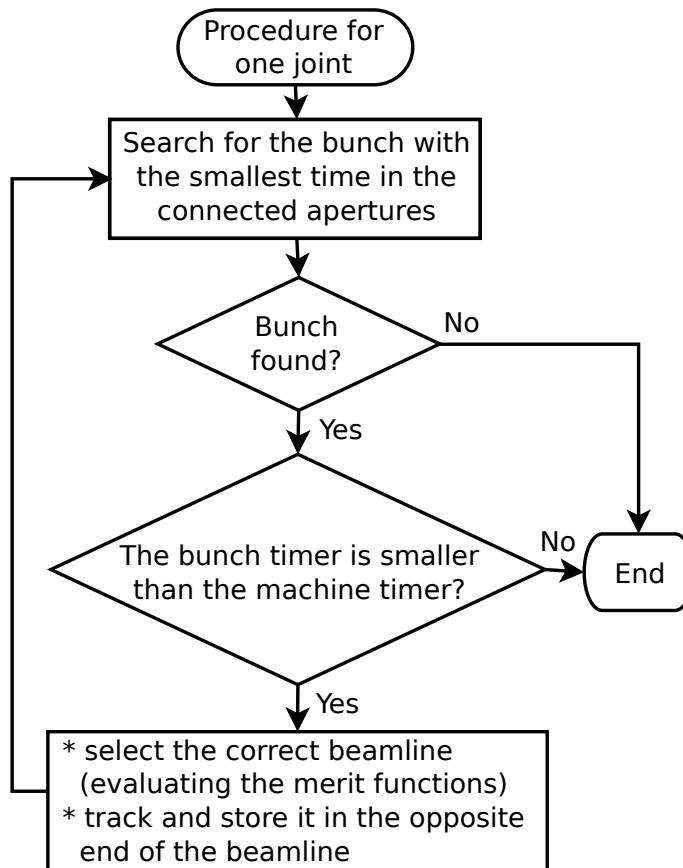 Procedure for
one joint
Search for the bunch with
the smallest time in the
connected apertures
Bunch
found?
No
Yes
The bunch timer is smaller
than the machine timer?
No
End
Yes
* select the correct beamline
(evaluating the merit functions)
* track and store it in the opposite
end of the beamline